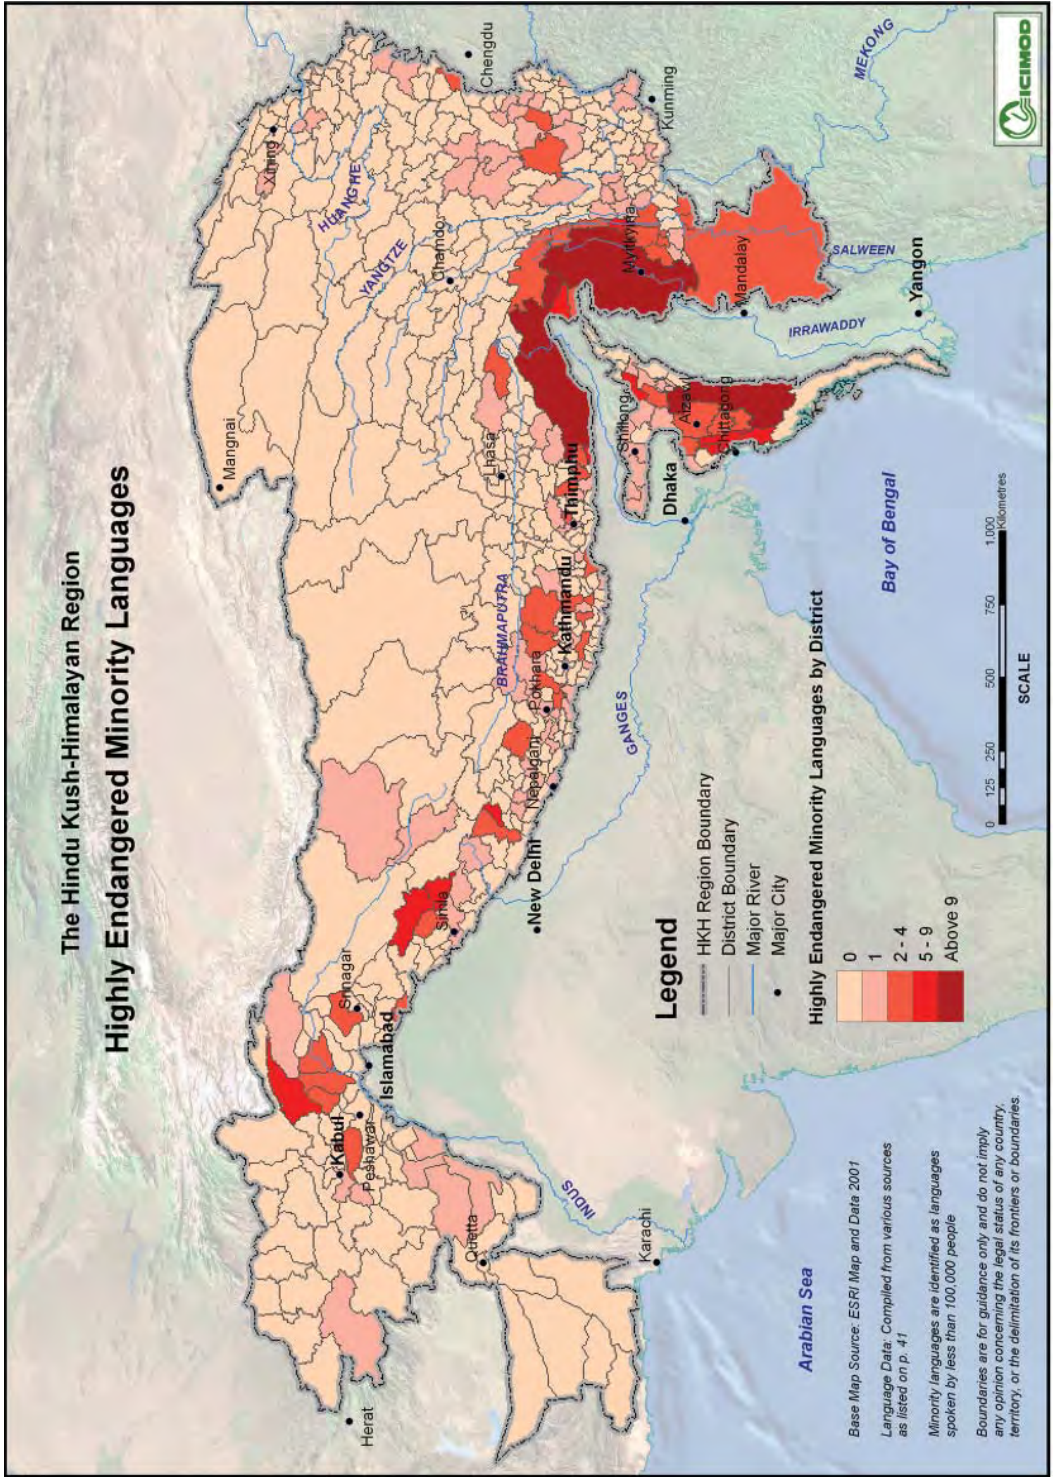 The Hindu Kush-Himalayan Region
Highly Endangered Minority Languages
Herat
Kabul
Peshawar
Quetta
Karachi
INDUS
Islamabad
Srinagar
Simla
New Delhi
Nepalganj
Pokhara
Kathmandu
BRAHMAPUTRA
GANGES
Mangnai
Lhasa
Thimphu
Dhaka
Shillong
Aizawl
Chittagong
Xining
HUANG HE
YANGTZE
Chamdo
Chengdu
Kunming
Myitkyina
Mandalay
IRRAWADDY
SALWEEN
Yangon
MEKONG
Arabian Sea
Bay of Bengal
Legend
HKH Region Boundary
District Boundary
Major River
Major City
Highly Endangered Minority Languages by District
0
1
2 - 4
5 - 9
Above 9
0 125 250 500 750 1,000
Kilometres
SCALE
Base Map Source: ESRI Map and Data 2001
Language Data: Compiled from various sources
as listed on p. 41
Minority languages are identified as languages
spoken by less than 100,000 people
Boundaries are for guidance only and do not imply
any opinion concerning the legal status of any country,
territory, or the delimitation of its frontiers or boundaries.
ICIMOD